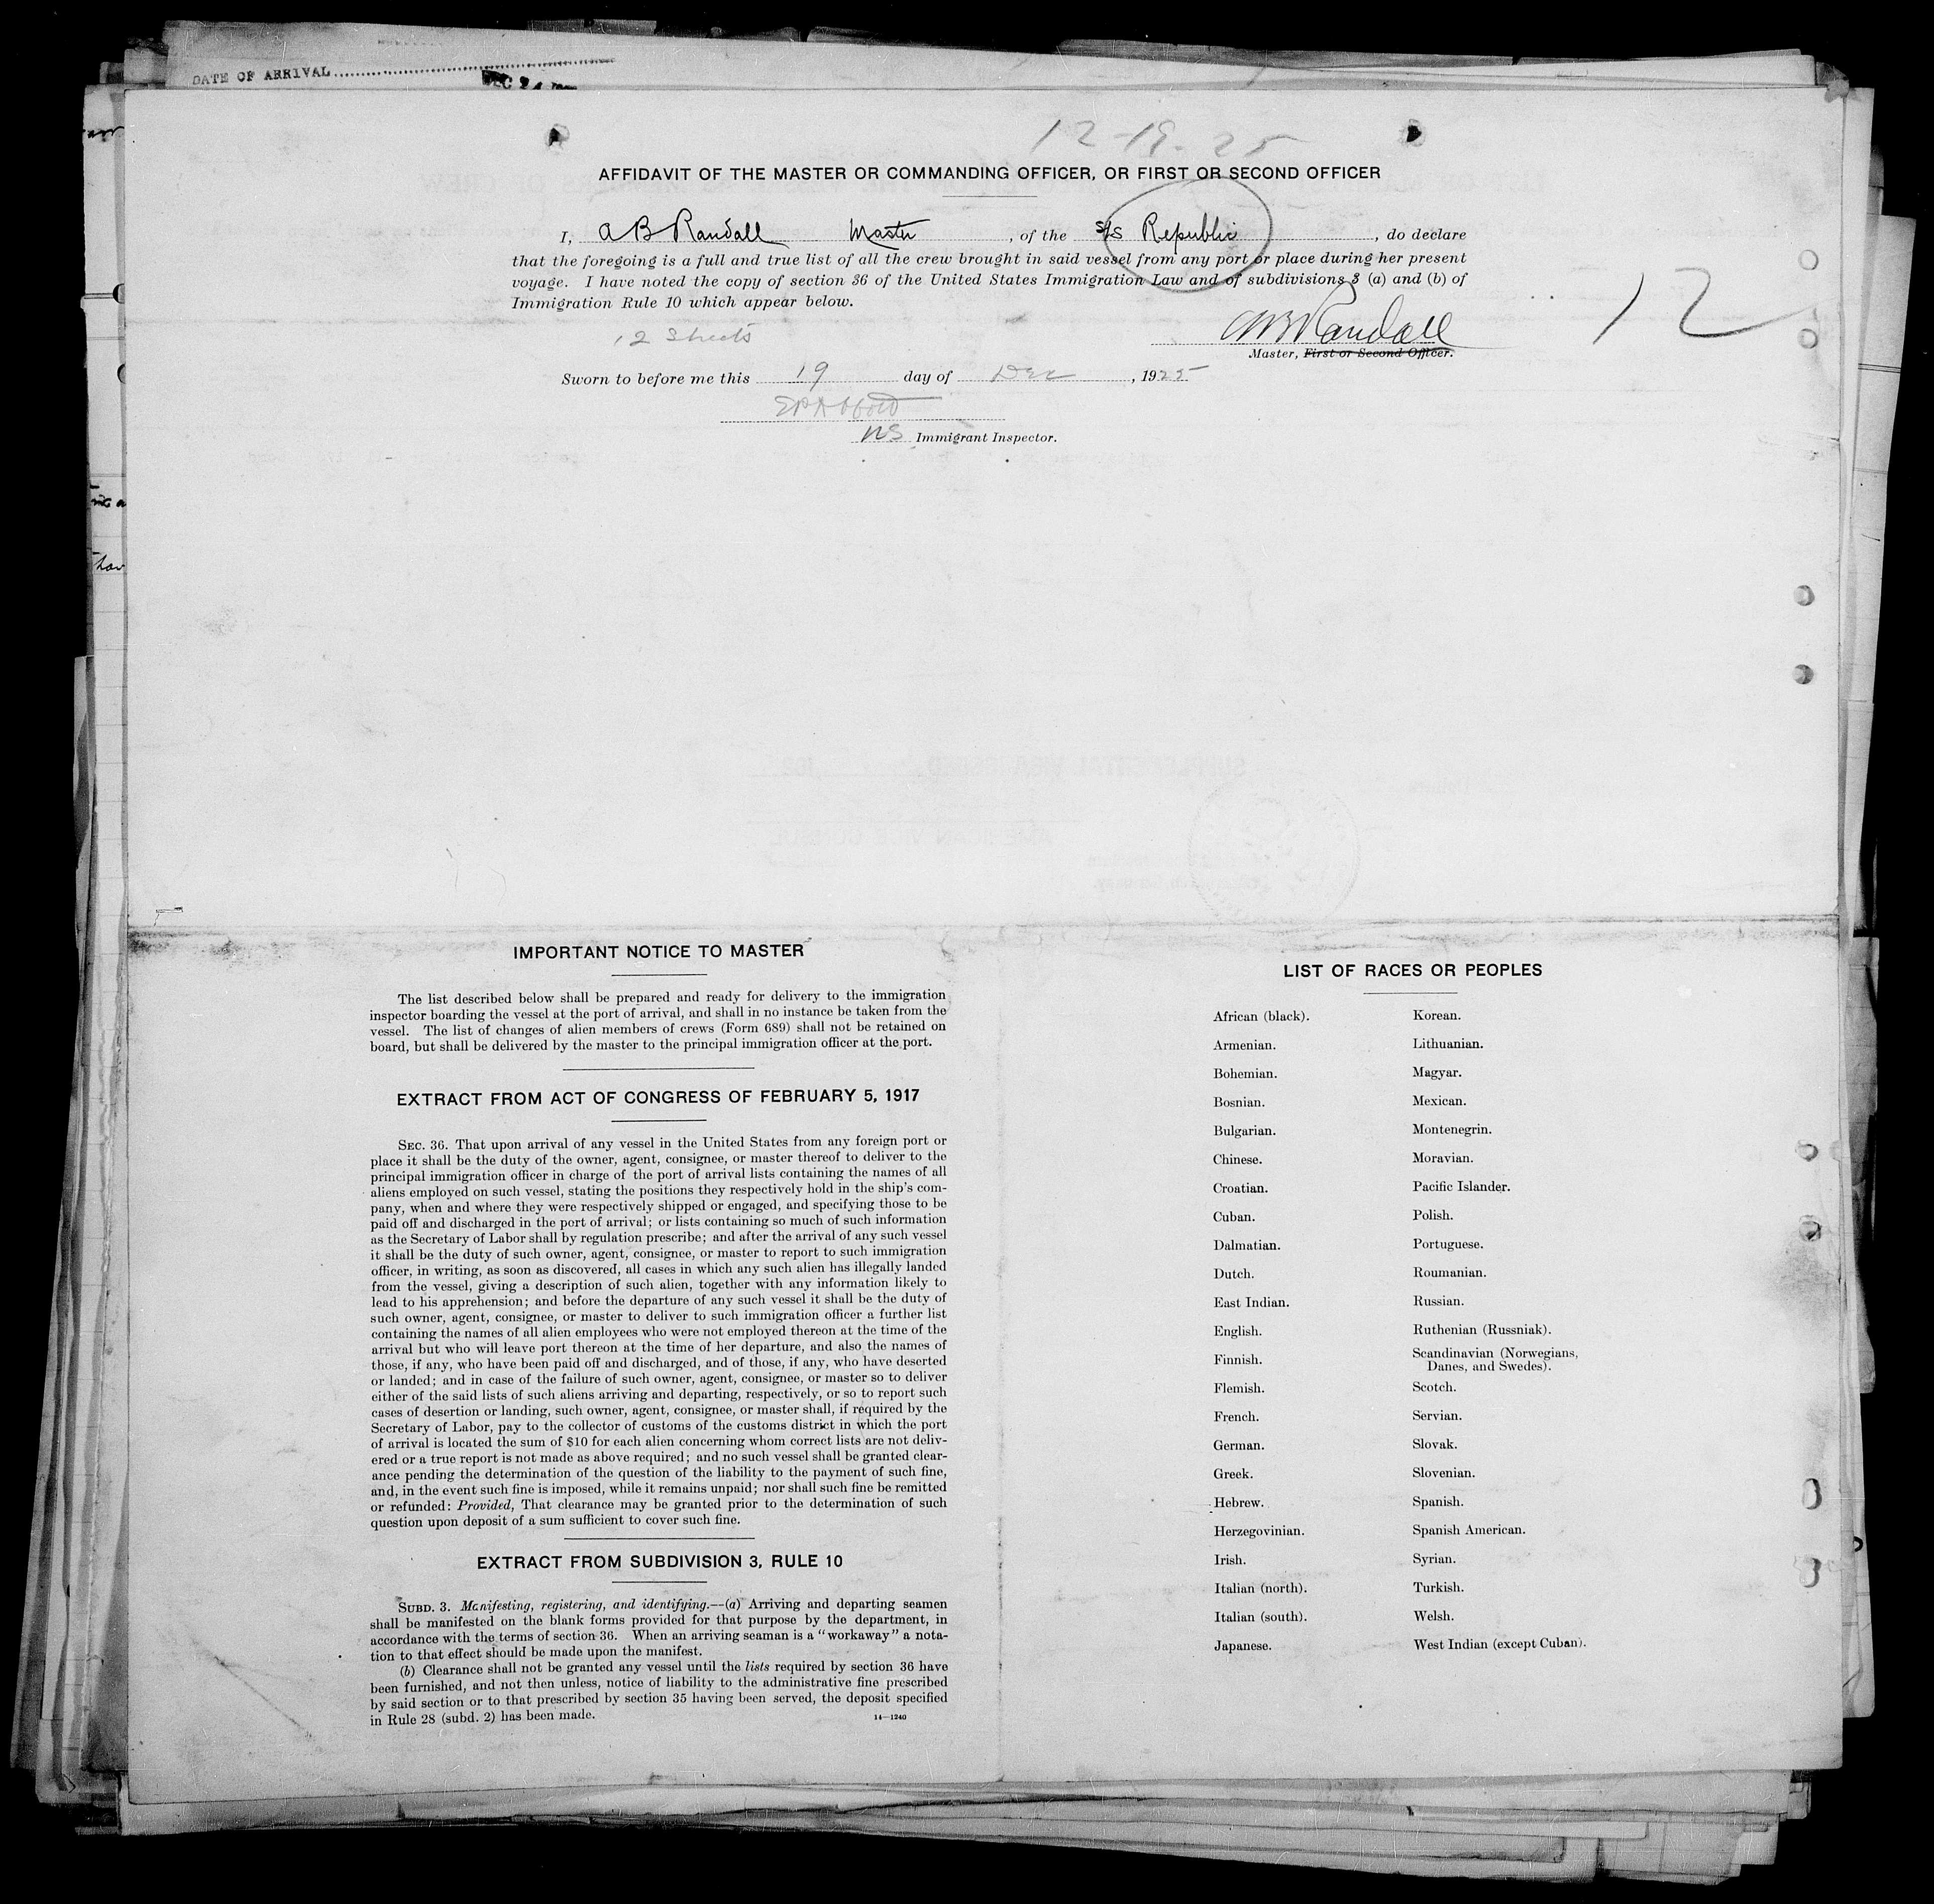 DATE OF ARRIVAL
12-19-25
AFFIDAVIT OF THE MASTER OR COMMANDING OFFICER, OR FIRST OR SECOND OFFICER
I, A B Randall Master, of the S/S Republic, do declare
that the foregoing is a full and true list of all the crew brought in said vessel from any port or place during her present
voyage. I have noted the copy of section 36 of the United States Immigration Law and of subdivisions 3 (a) and (b) of
Immigration Rule 10 which appear below.
12
12 Sheets
A B Randall
Master, First or Second Officer.
Sworn to before me this 19 day of Dec, 1925
Immigrant Inspector.
IMPORTANT NOTICE TO MASTER
The list described below shall be prepared and ready for delivery to the immigration
inspector boarding the vessel at the port of arrival, and shall in no instance be taken from the
vessel. The list of changes of alien members of crews (Form 689) shall not be retained on
board, but shall be delivered by the master to the principal immigration officer at the port.
EXTRACT FROM ACT OF CONGRESS OF FEBRUARY 5, 1917
SEC. 36. That upon arrival of any vessel in the United States from any foreign port or
place it shall be the duty of the owner, agent, consignee, or master thereof to deliver to the
principal immigration officer in charge of the port of arrival lists containing the names of all
aliens employed on such vessel, stating the positions they respectively hold in the ship's com-
pany, when and where they were respectively shipped or engaged, and specifying those to be
paid off and discharged in the port of arrival; or lists containing so much of such information
as the Secretary of Labor shall by regulation prescribe; and after the arrival of any such vessel
it shall be the duty of such owner, agent, consignee, or master to report to such immigration
officer, in writing, as soon as discovered, all cases in which any such alien has illegally landed
from the vessel, giving a description of such alien, together with any information likely to
lead to his apprehension; and before the departure of any such vessel it shall be the duty of
such owner, agent, consignee, or master to deliver to such immigration officer a further list
containing the names of all alien employees who were not employed thereon at the time of the
arrival but who will leave port thereon at the time of her departure, and also the names of
those, if any, who have been paid off and discharged, and of those, if any, who have deserted
or landed; and in case of the failure of such owner, agent, consignee, or master so to deliver
either of the said lists of such aliens arriving and departing, respectively, or so to report such
cases of desertion or landing, such owner, agent, consignee, or master shall, if required by the
Secretary of Labor, pay to the collector of customs of the customs district in which the port
of arrival is located the sum of $10 for each alien concerning whom correct lists are not deliv-
ered or a true report is not made as above required; and no such vessel shall be granted clear-
ance pending the determination of the question of the liability to the payment of such fine,
and, in the event such fine is imposed, while it remains unpaid; nor shall such fine be remitted
or refunded: Provided, That clearance may be granted prior to the determination of such
question upon deposit of a sum sufficient to cover such fine.
EXTRACT FROM SUBDIVISION 3, RULE 10
SUBD. 3. Manifesting, registering, and identifying.--(a) Arriving and departing seamen
shall be manifested on the blank forms provided for that purpose by the department, in
accordance with the terms of section 36. When an arriving seaman is a "workaway" a nota-
tion to that effect should be made upon the manifest.
(b) Clearance shall not be granted any vessel until the lists required by section 36 have
been furnished, and not then unless, notice of liability to the administrative fine prescribed
by said section or to that prescribed by section 35 having been served, the deposit specified
in Rule 28 (subd. 2) has been made.
14-1240
LIST OF RACES OR PEOPLES
African (black).
Armenian.
Bohemian.
Bosnian.
Bulgarian.
Chinese.
Croatian.
Cuban.
Dalmatian.
Dutch.
East Indian.
English.
Finnish.
Flemish.
French.
German.
Greek.
Hebrew.
Herzegovinian.
Irish.
Italian (north).
Italian (south).
Japanese.
Korean.
Lithuanian.
Magyar.
Mexican.
Montenegrin.
Moravian.
Pacific Islander.
Polish.
Portuguese.
Roumanian.
Russian.
Ruthenian (Russniak).
Scandinavian (Norwegians,
Danes, and Swedes).
Scotch.
Servian.
Slovak.
Slovenian.
Spanish.
Spanish American.
Syrian.
Turkish.
Welsh.
West Indian (except Cuban).